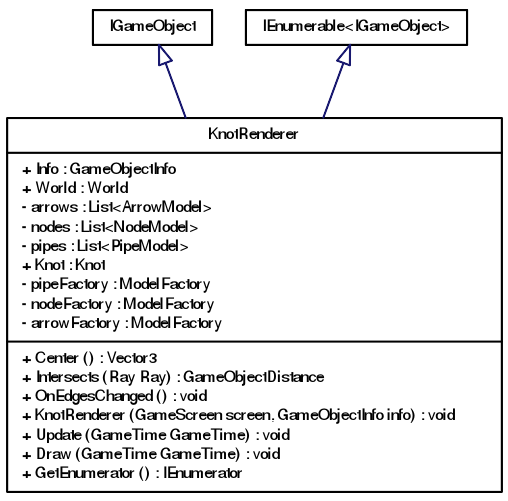 IGameObject
IEnumerable<IGameObject>
KnotRenderer
+ Info : GameObjectInfo
+ World : World
- arrows : List<ArrowModel>
- nodes : List<NodeModel>
- pipes : List<PipeModel>
+ Knot : Knot
- pipeFactory : ModelFactory
- nodeFactory : ModelFactory
- arrowFactory : ModelFactory
+ Center () : Vector3
+ Intersects (Ray Ray) : GameObjectDistance
+ OnEdgesChanged () : void
+ KnotRenderer (GameScreen screen, GameObjectInfo info) : void
+ Update (GameTime GameTime) : void
+ Draw (GameTime GameTime) : void
+ GetEnumerator () : IEnumerator